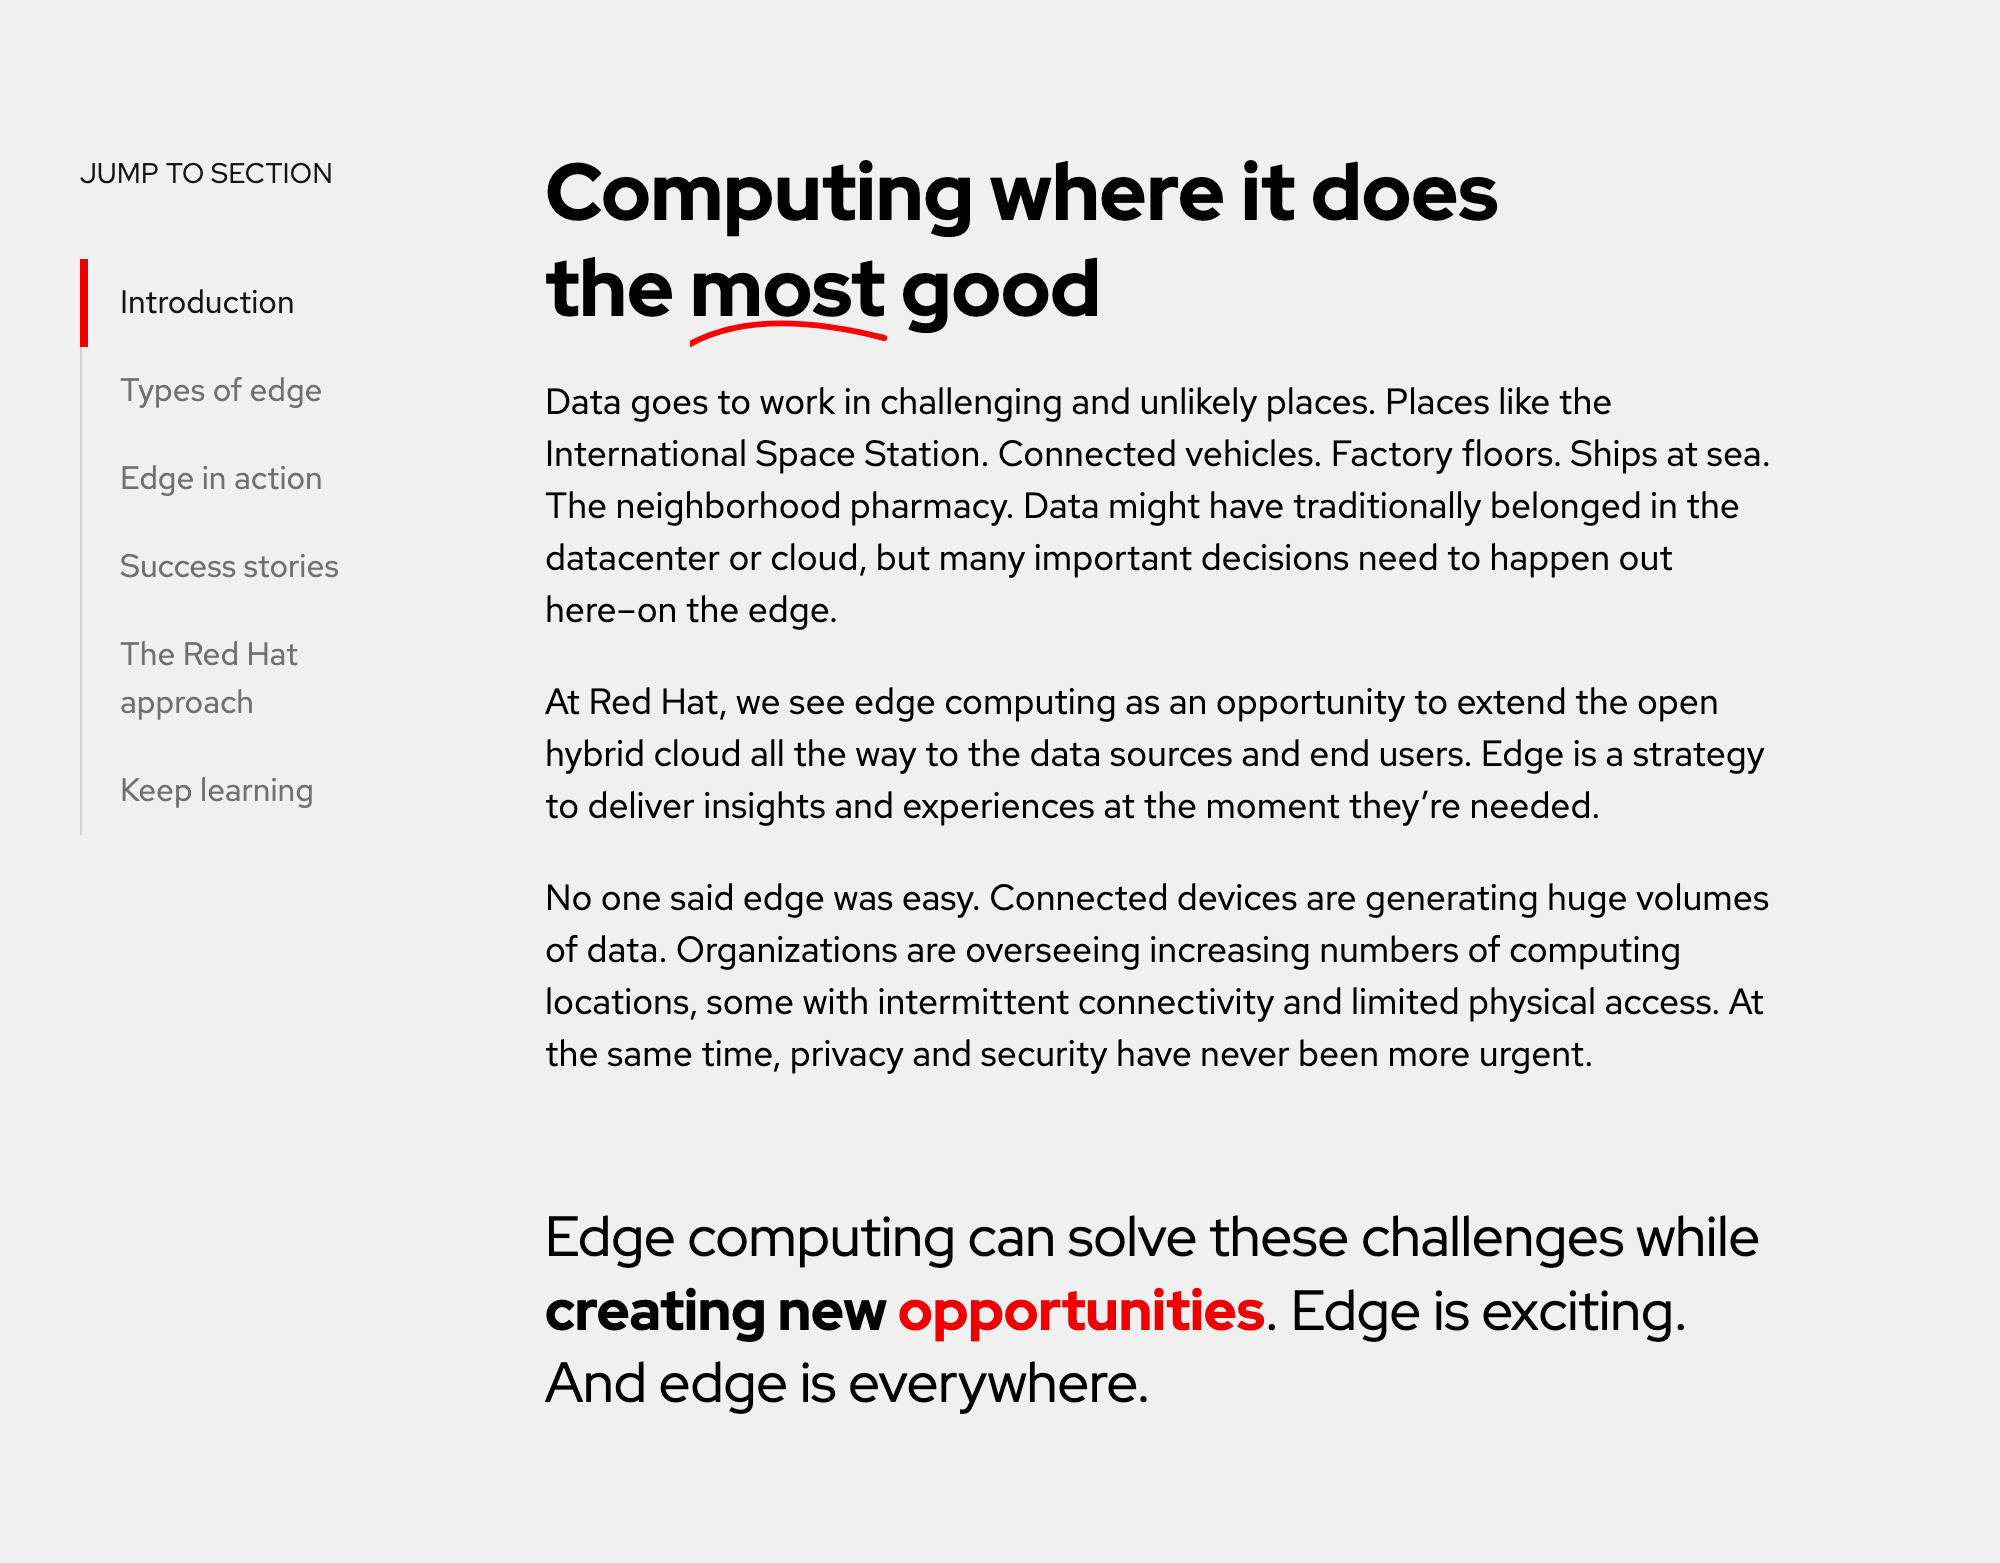 JUMP TO SECTION
Introduction
Types of edge
Edge in action
Success stories
The Red Hat
approach
Keep learning
Computing where it does
the most good
Data goes to work in challenging and unlikely places. Places like the
International Space Station. Connected vehicles. Factory floors. Ships at sea.
The neighborhood pharmacy. Data might have traditionally belonged in the
datacenter or cloud, but many important decisions need to happen out
here–on the edge.
At Red Hat, we see edge computing as an opportunity to extend the open
hybrid cloud all the way to the data sources and end users. Edge is a strategy
to deliver insights and experiences at the moment they’re needed.
No one said edge was easy. Connected devices are generating huge volumes
of data. Organizations are overseeing increasing numbers of computing
locations, some with intermittent connectivity and limited physical access. At
the same time, privacy and security have never been more urgent.
Edge computing can solve these challenges while
creating new opportunities. Edge is exciting.
And edge is everywhere.